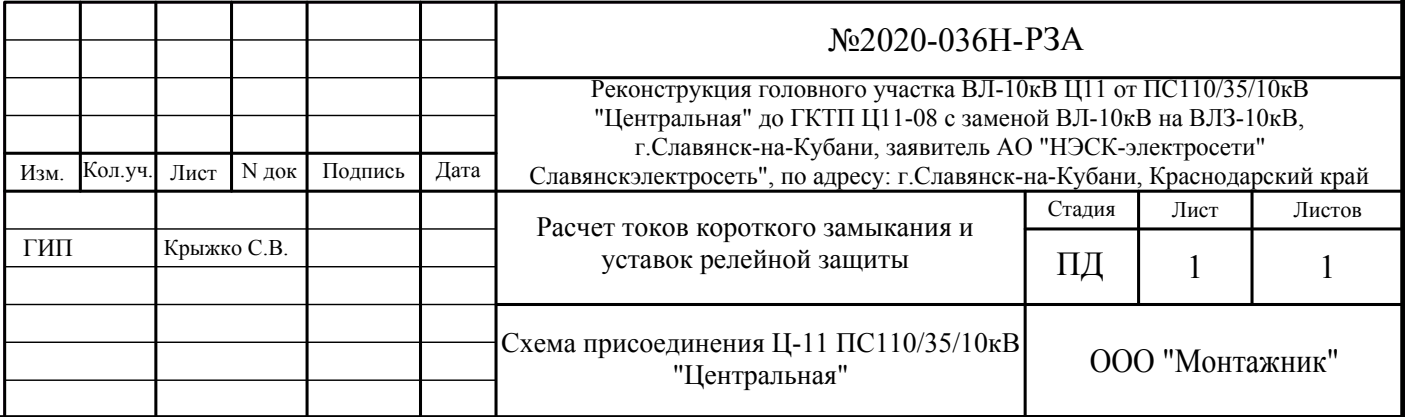 №2020-036Н-РЗА
Реконструкция головного участка ВЛ-10кВ Ц11 от ПС110/35/10кВ
"Центральная" до ГКТП Ц11-08 с заменой ВЛ-10кВ на ВЛЗ-10кВ,
г.Славянск-на-Кубани, заявитель АО "НЭСК-электросети"
Славянскэлектросеть", по адресу: г.Славянск-на-Кубани, Краснодарский край
Изм. Кол.уч. Лист N док Подпись Дата
Расчет токов короткого замыкания и
уставок релейной защиты
Стадия Лист Листов
ГИП Крыжко С.В.
ПД 1 1
Схема присоединения Ц-11 ПС110/35/10кВ
"Центральная"
ООО "Монтажник"